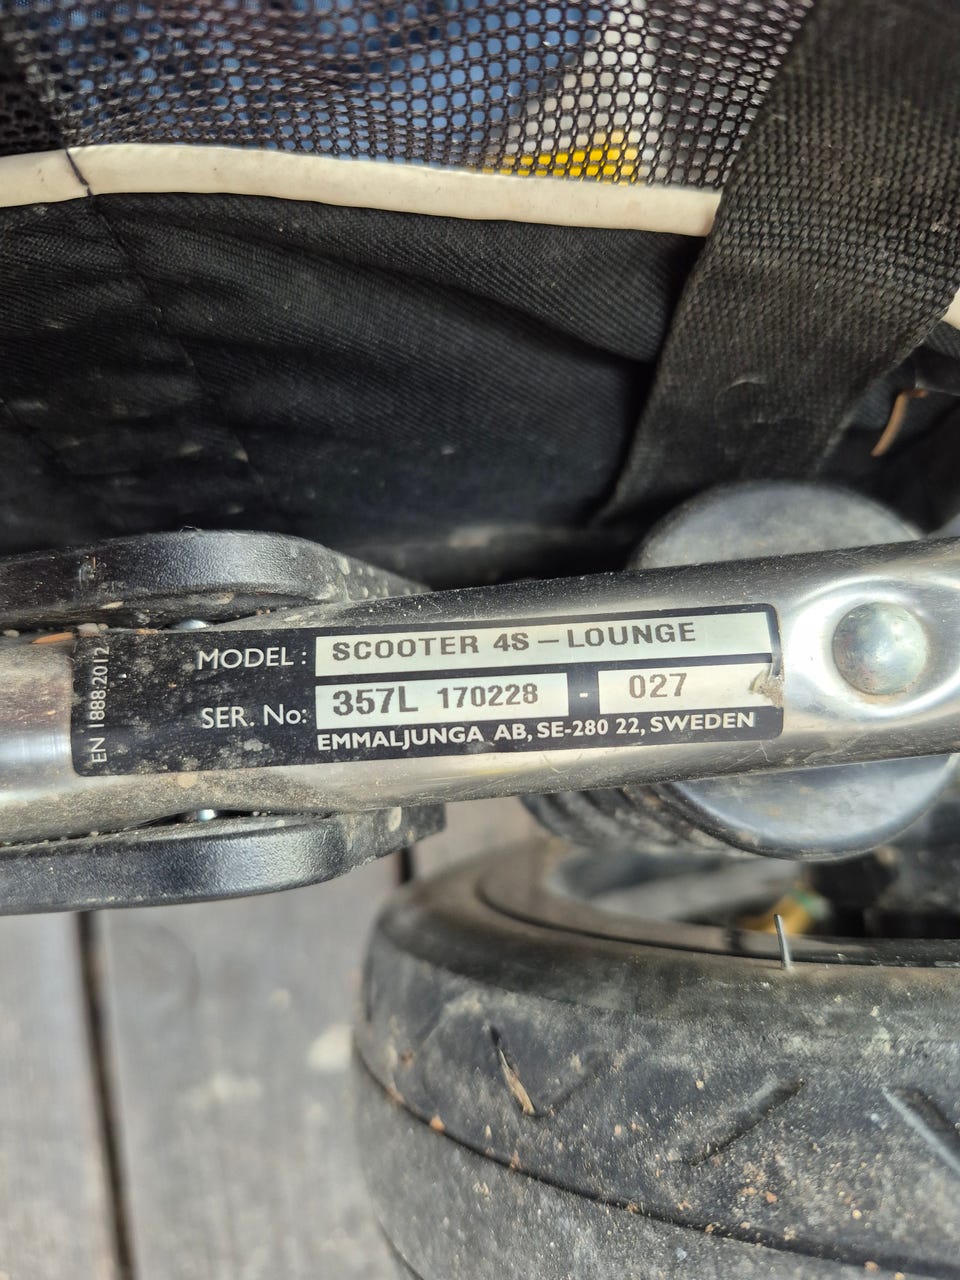 MODEL: SCOOTER 4S-LOUNGE
SER. No: 357L 170228 - 027
EMMALJUNGA AB, SE-280 22, SWEDEN
EN 1888:2012